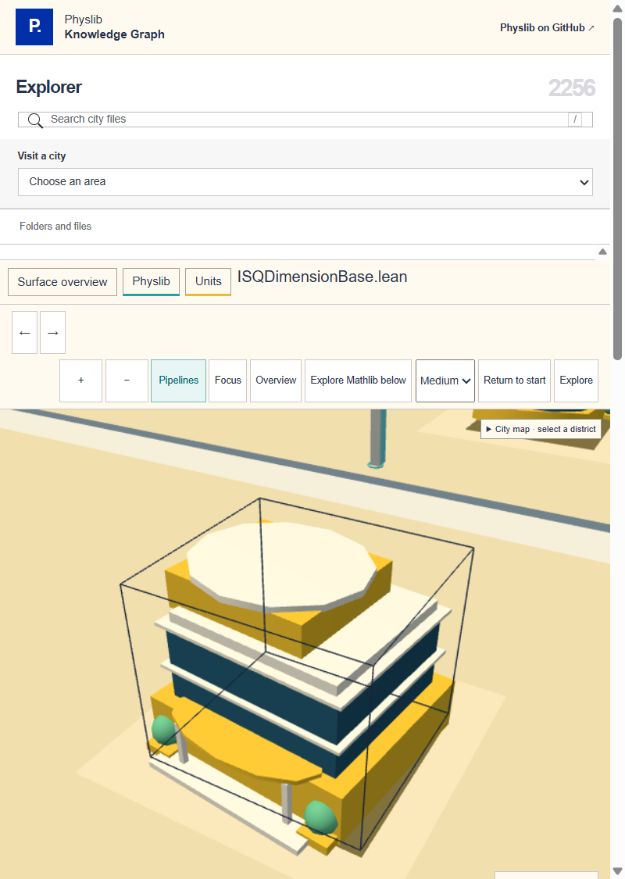 P.
Physlib
Knowledge Graph
Physlib on GitHub ↗
Explorer
2256
Search city files
/
Visit a city
Choose an area
Folders and files
Surface overview
Physlib
Units
ISQDimensionBase.lean
←
→
+
−
Pipelines
Focus
Overview
Explore Mathlib below
Medium
Return to start
Explore
► City map · select a district